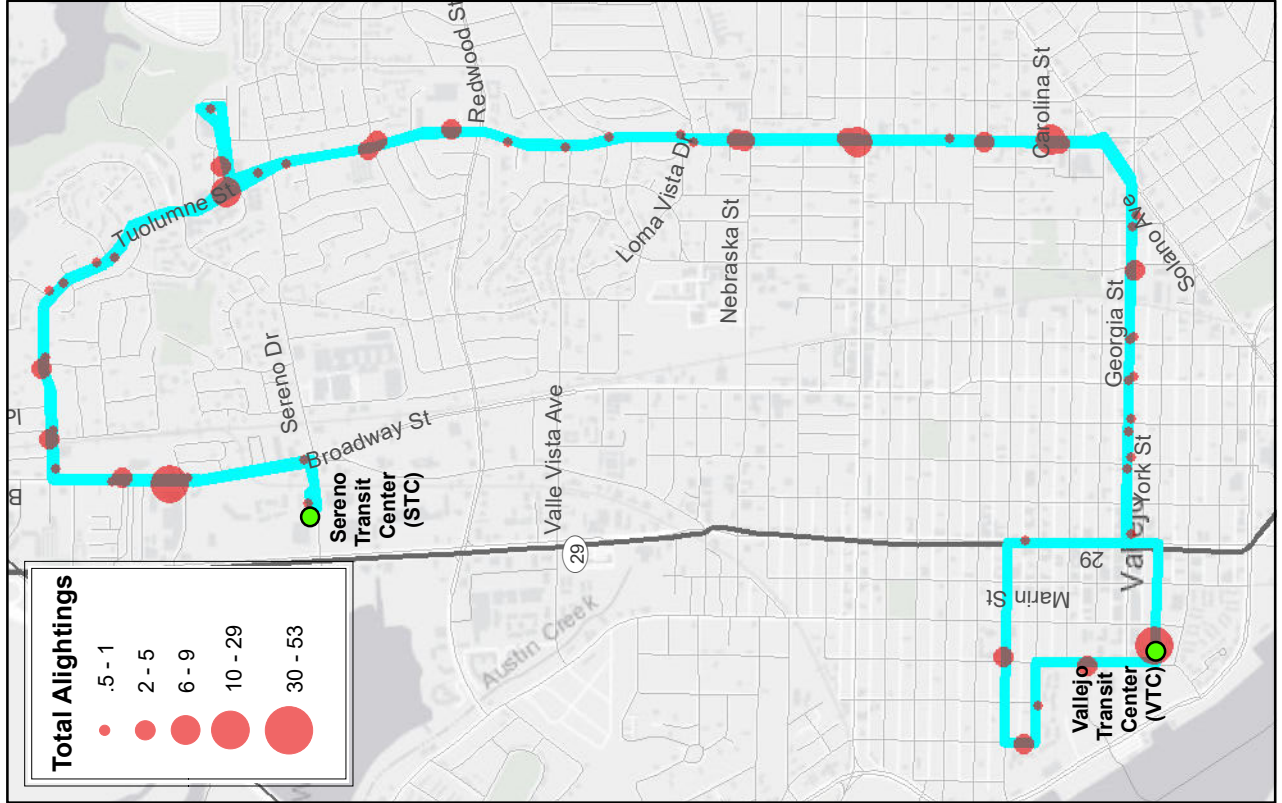 Total Alightings
.5 - 1
2 - 5
6 - 9
10 - 29
30 - 53
Redwood St
Carolina St
Tuolumne St
Loma Vista Dr
Nebraska St
Solano Ave
Georgia St
Sereno Dr
Broadway St
Pl
B
Valle Vista Ave
York St
Vallejo
Sereno
Transit
Center
(STC)
29
29
Marin St
Austin Creek
Vallejo
Transit
Center
(VTC)